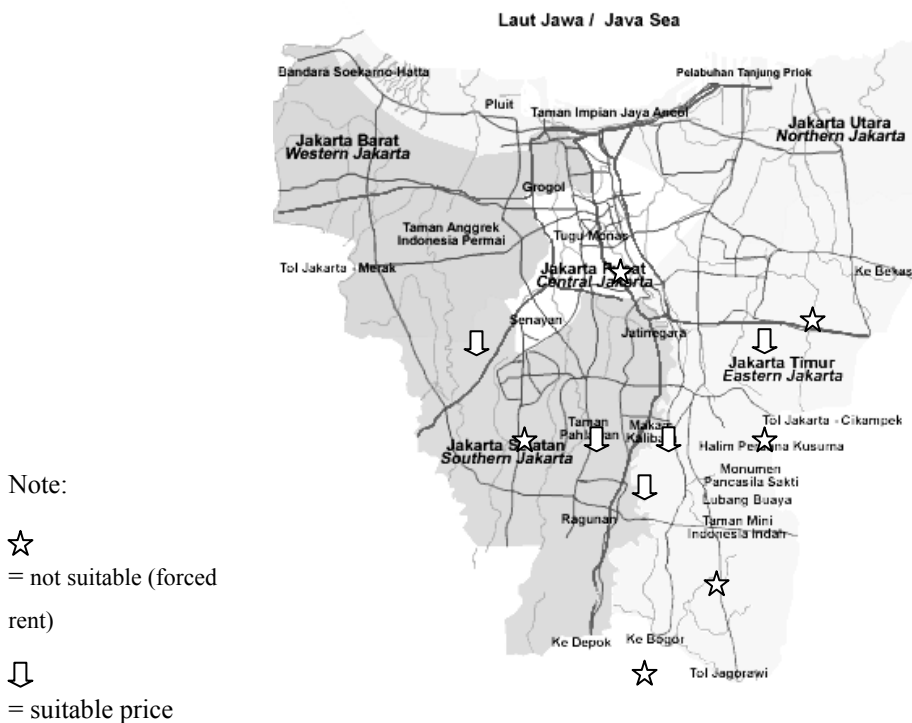 Laut Jawa / Java Sea
Bandara Soekarno-Hatta
Pelabuhan Tanjung Priok
Pluit
Taman Impian Jaya Ancol
Jakarta Utara
Northern Jakarta
Jakarta Barat
Western Jakarta
Grogol
Taman Anggrek
Indonesia Permai
Tugu Monas
Tol Jakarta - Merak
Jakarta
Central Jakarta
Ke Bekas
Senayan
Jatinegara
Jakarta Timur
Eastern Jakarta
Taman
Makam
Tol Jakarta - Cikampek
Jakarta
Southern Jakarta
Halim Kusuma
Monumen
Pancasila Sakti
Lubang Buaya
Ragunan
Taman Mini
Indonesia Indah
Ke Depok
Ke Bogor
Tol Jagorawi
Note:
= not suitable (forced
rent)
= suitable price